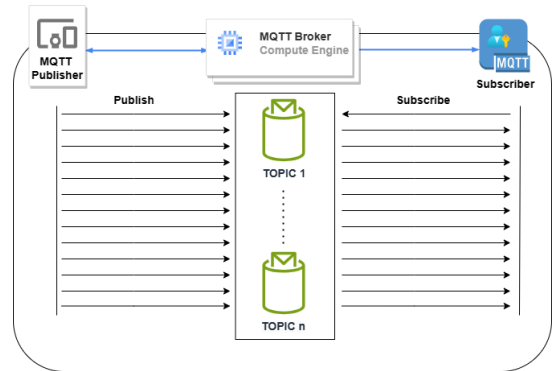 MQTT
Publisher
MQTT Broker
Compute Engine
MQTT
Subscriber
Publish
Subscribe
TOPIC 1
TOPIC n